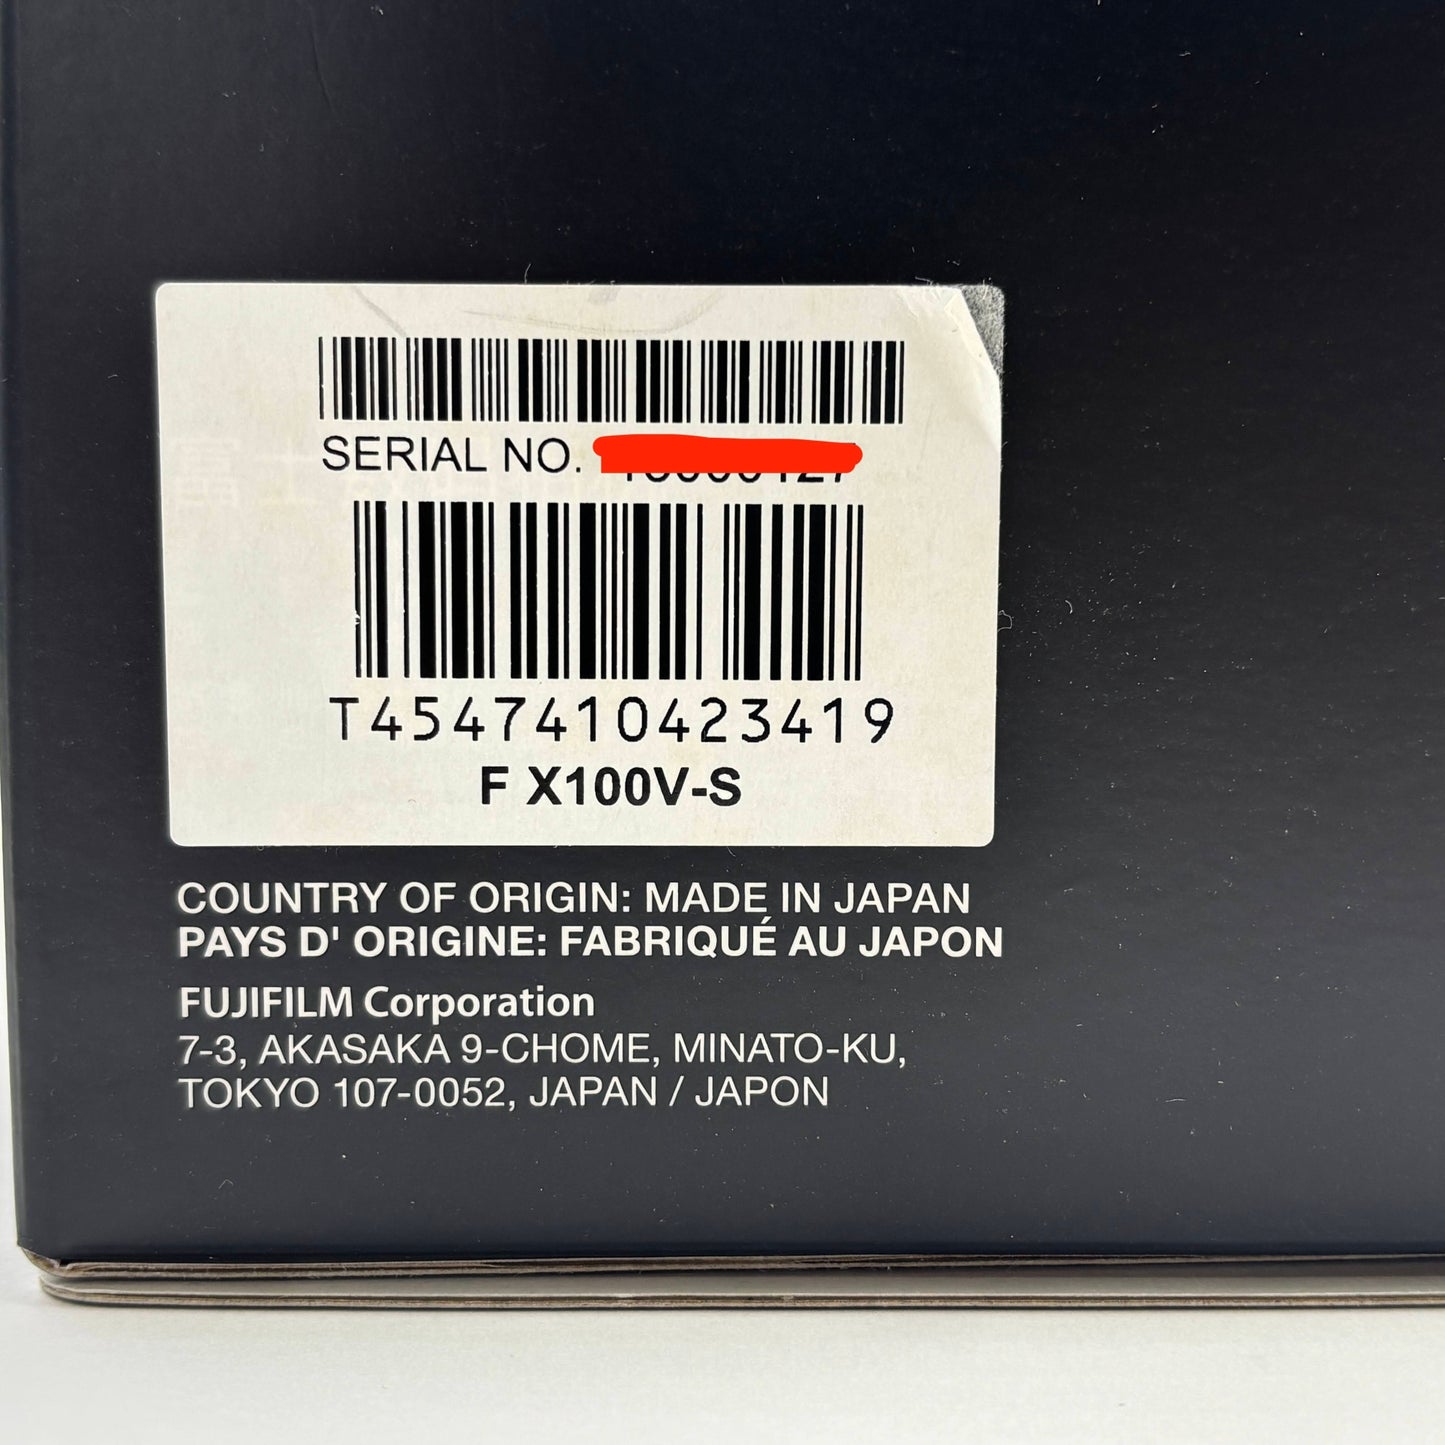 SERIAL NO.
T4547410423419
F X100V-S
COUNTRY OF ORIGIN: MADE IN JAPAN
PAYS D' ORIGINE: FABRIQUÉ AU JAPON
FUJIFILM Corporation
7-3, AKASAKA 9-CHOME, MINATO-KU,
TOKYO 107-0052, JAPAN / JAPON